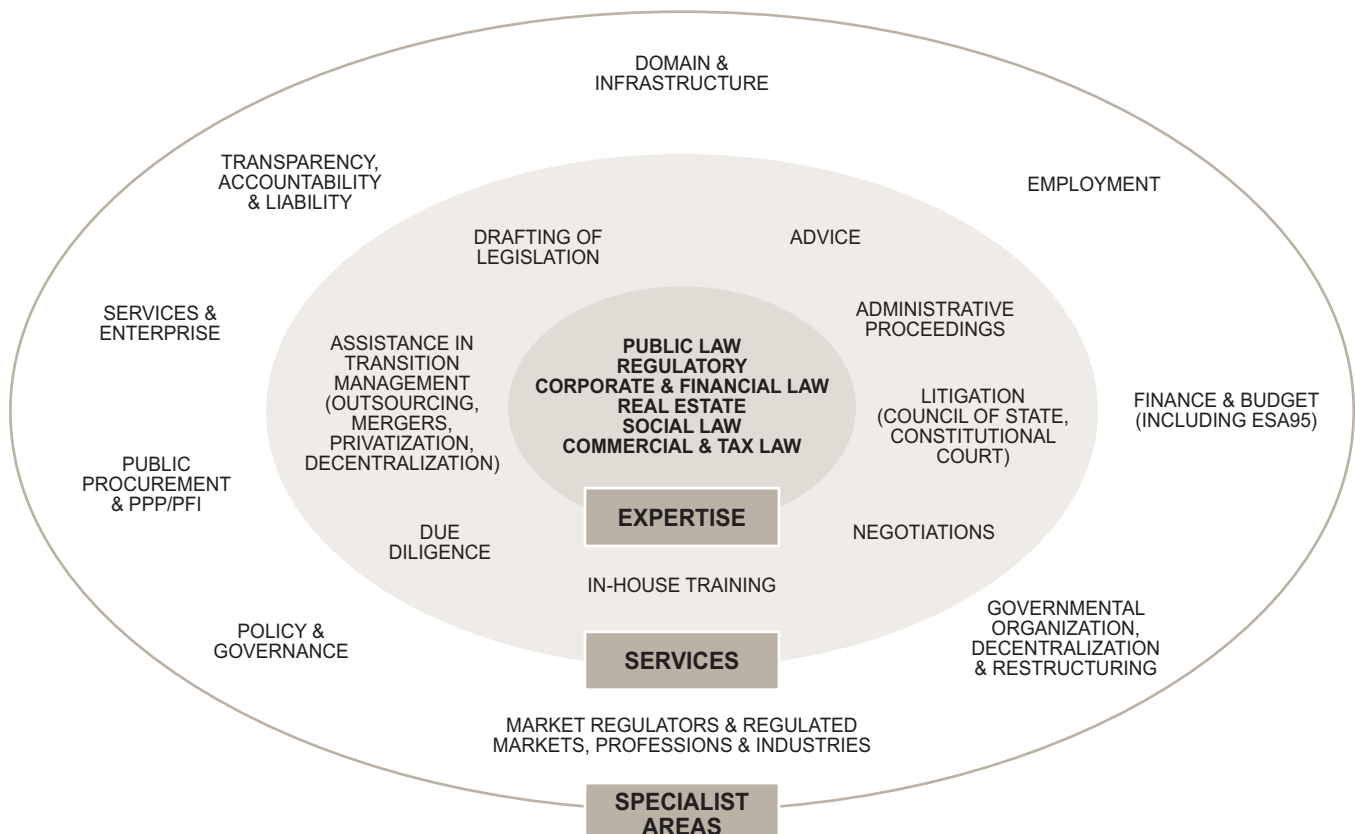 DOMAIN &
INFRASTRUCTURE
TRANSPARENCY,
ACCOUNTABILITY
& LIABILITY
EMPLOYMENT
DRAFTING OF
LEGISLATION
ADVICE
SERVICES &
ENTERPRISE
ADMINISTRATIVE
PROCEEDINGS
ASSISTANCE IN
TRANSITION
MANAGEMENT
(OUTSOURCING,
MERGERS,
PRIVATIZATION,
DECENTRALIZATION)
PUBLIC LAW
REGULATORY
CORPORATE & FINANCIAL LAW
REAL ESTATE
SOCIAL LAW
COMMERCIAL & TAX LAW
LITIGATION
(COUNCIL OF STATE,
CONSTITUTIONAL
COURT)
FINANCE & BUDGET
(INCLUDING ESA95)
PUBLIC
PROCUREMENT
& PPP/PFI
EXPERTISE
DUE
DILIGENCE
NEGOTIATIONS
IN-HOUSE TRAINING
POLICY &
GOVERNANCE
GOVERNMENTAL
ORGANIZATION,
DECENTRALIZATION
& RESTRUCTURING
SERVICES
MARKET REGULATORS & REGULATED
MARKETS, PROFESSIONS & INDUSTRIES
SPECIALIST
AREAS